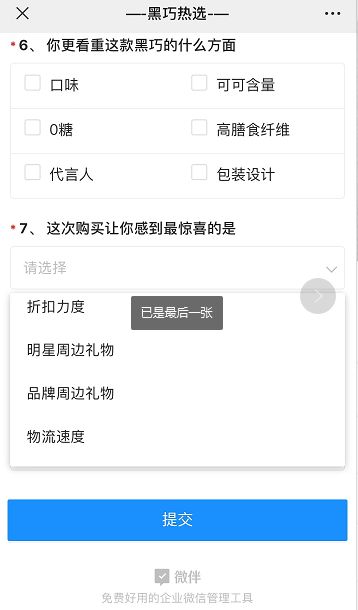 —-黑巧热选-—
*6、 你更看重这款黑巧的什么方面
口味 可可含量
0糖 高膳食纤维
代言人 包装设计
*7、 这次购买让你感到最惊喜的是
请选择
折扣力度
已是最后一张
明星周边礼物
品牌周边礼物
物流速度
提交
微伴
免费好用的企业微信管理工具